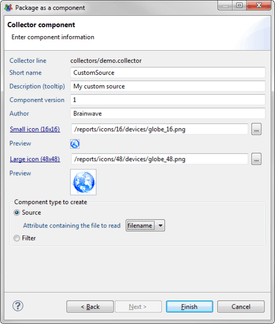 Package as a component
Collector component
Enter component information
Collector line collectors/demo.collector
Short name CustomSource
Description (tooltip) My custom source
Component version 1
Author Brainwave
Small icon (16x16) /reports/icons/16/devices/globe_16.png ...
Preview
Large icon (48x48) /reports/icons/48/devices/globe_48.png ...
Preview
Component type to create
Source
Attribute containing the file to read filename
Filter
? < Back Next > Finish Cancel